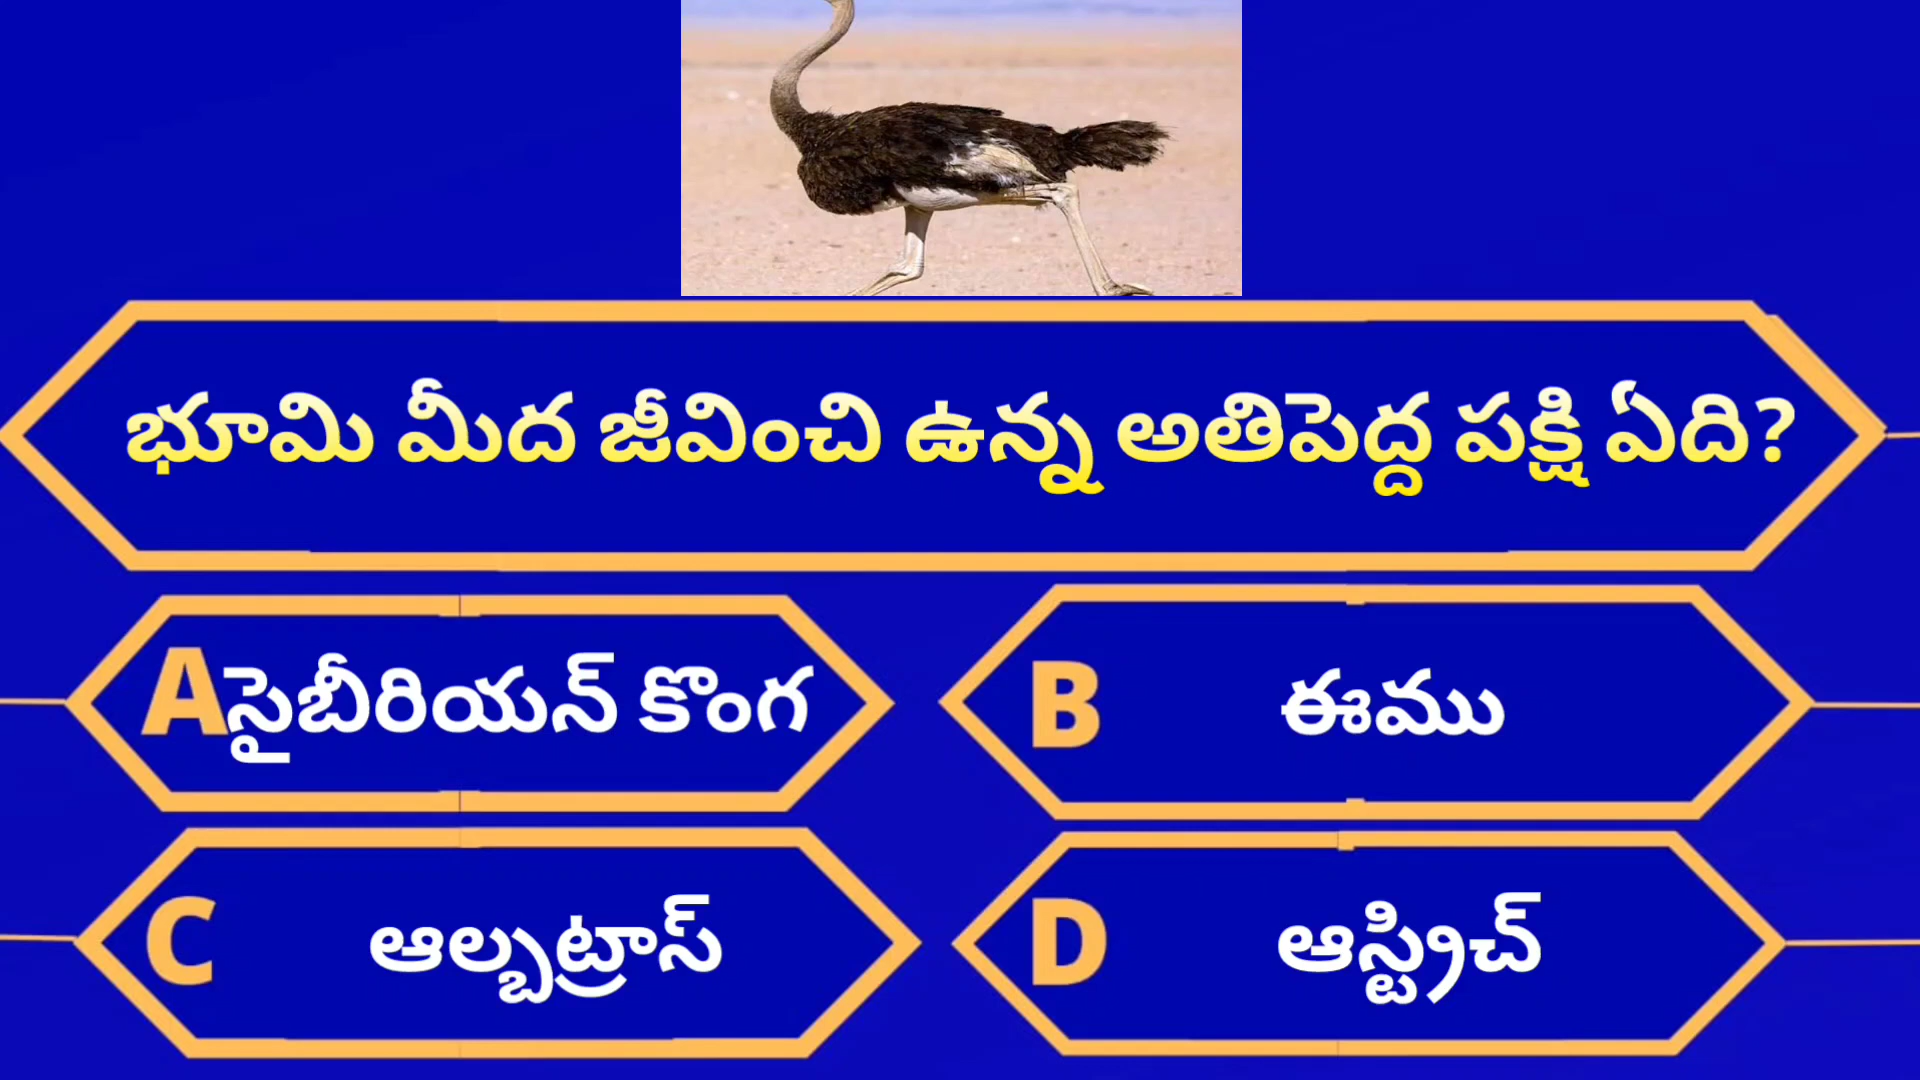 భూమి మీద జీవించి ఉన్న అతిపెద్ద పక్షి ఏది?
A సైబీరియన్ కొంగ
B ఈము
C ఆల్బట్రాస్
D ఆస్ట్రిచ్